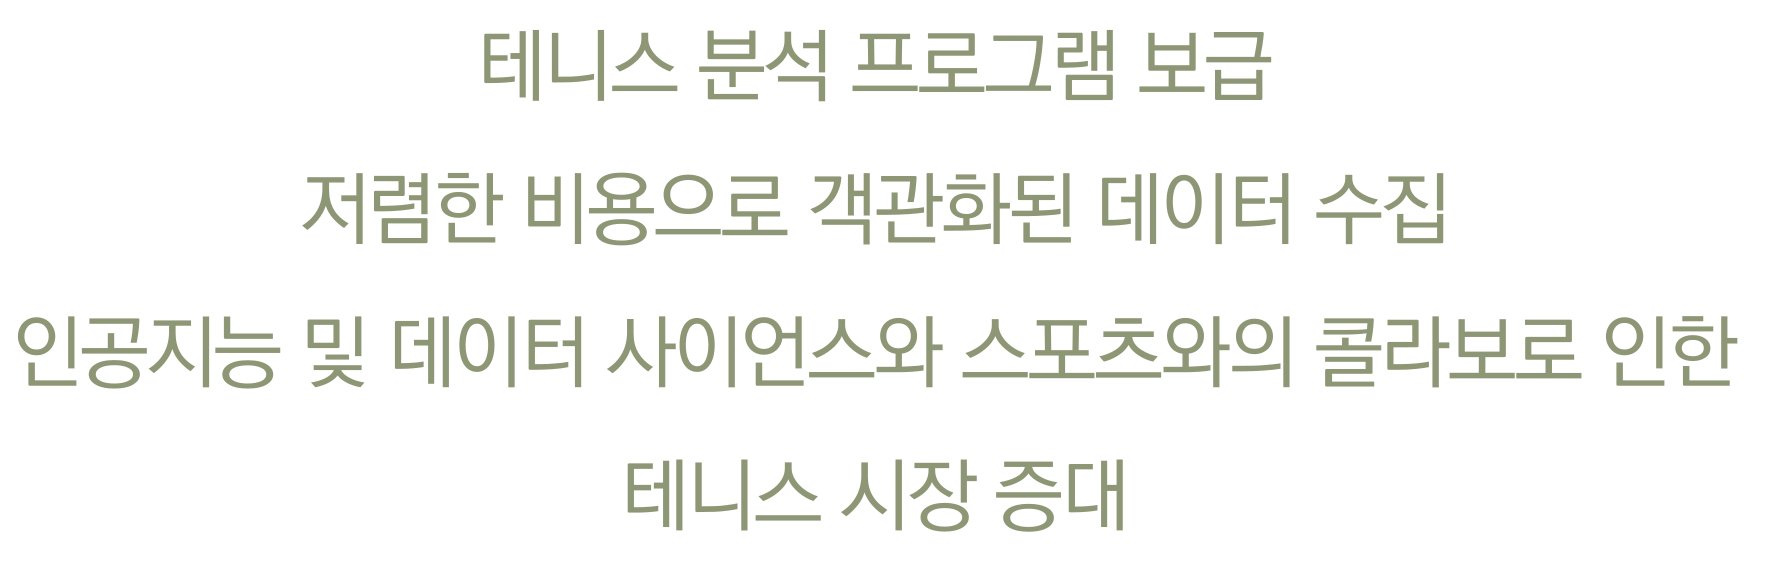 테니스 분석 프로그램 보급
저렴한 비용으로 객관화된 데이터 수집
인공지능 및 데이터 사이언스와 스포츠와의 콜라보로 인한
테니스 시장 증대